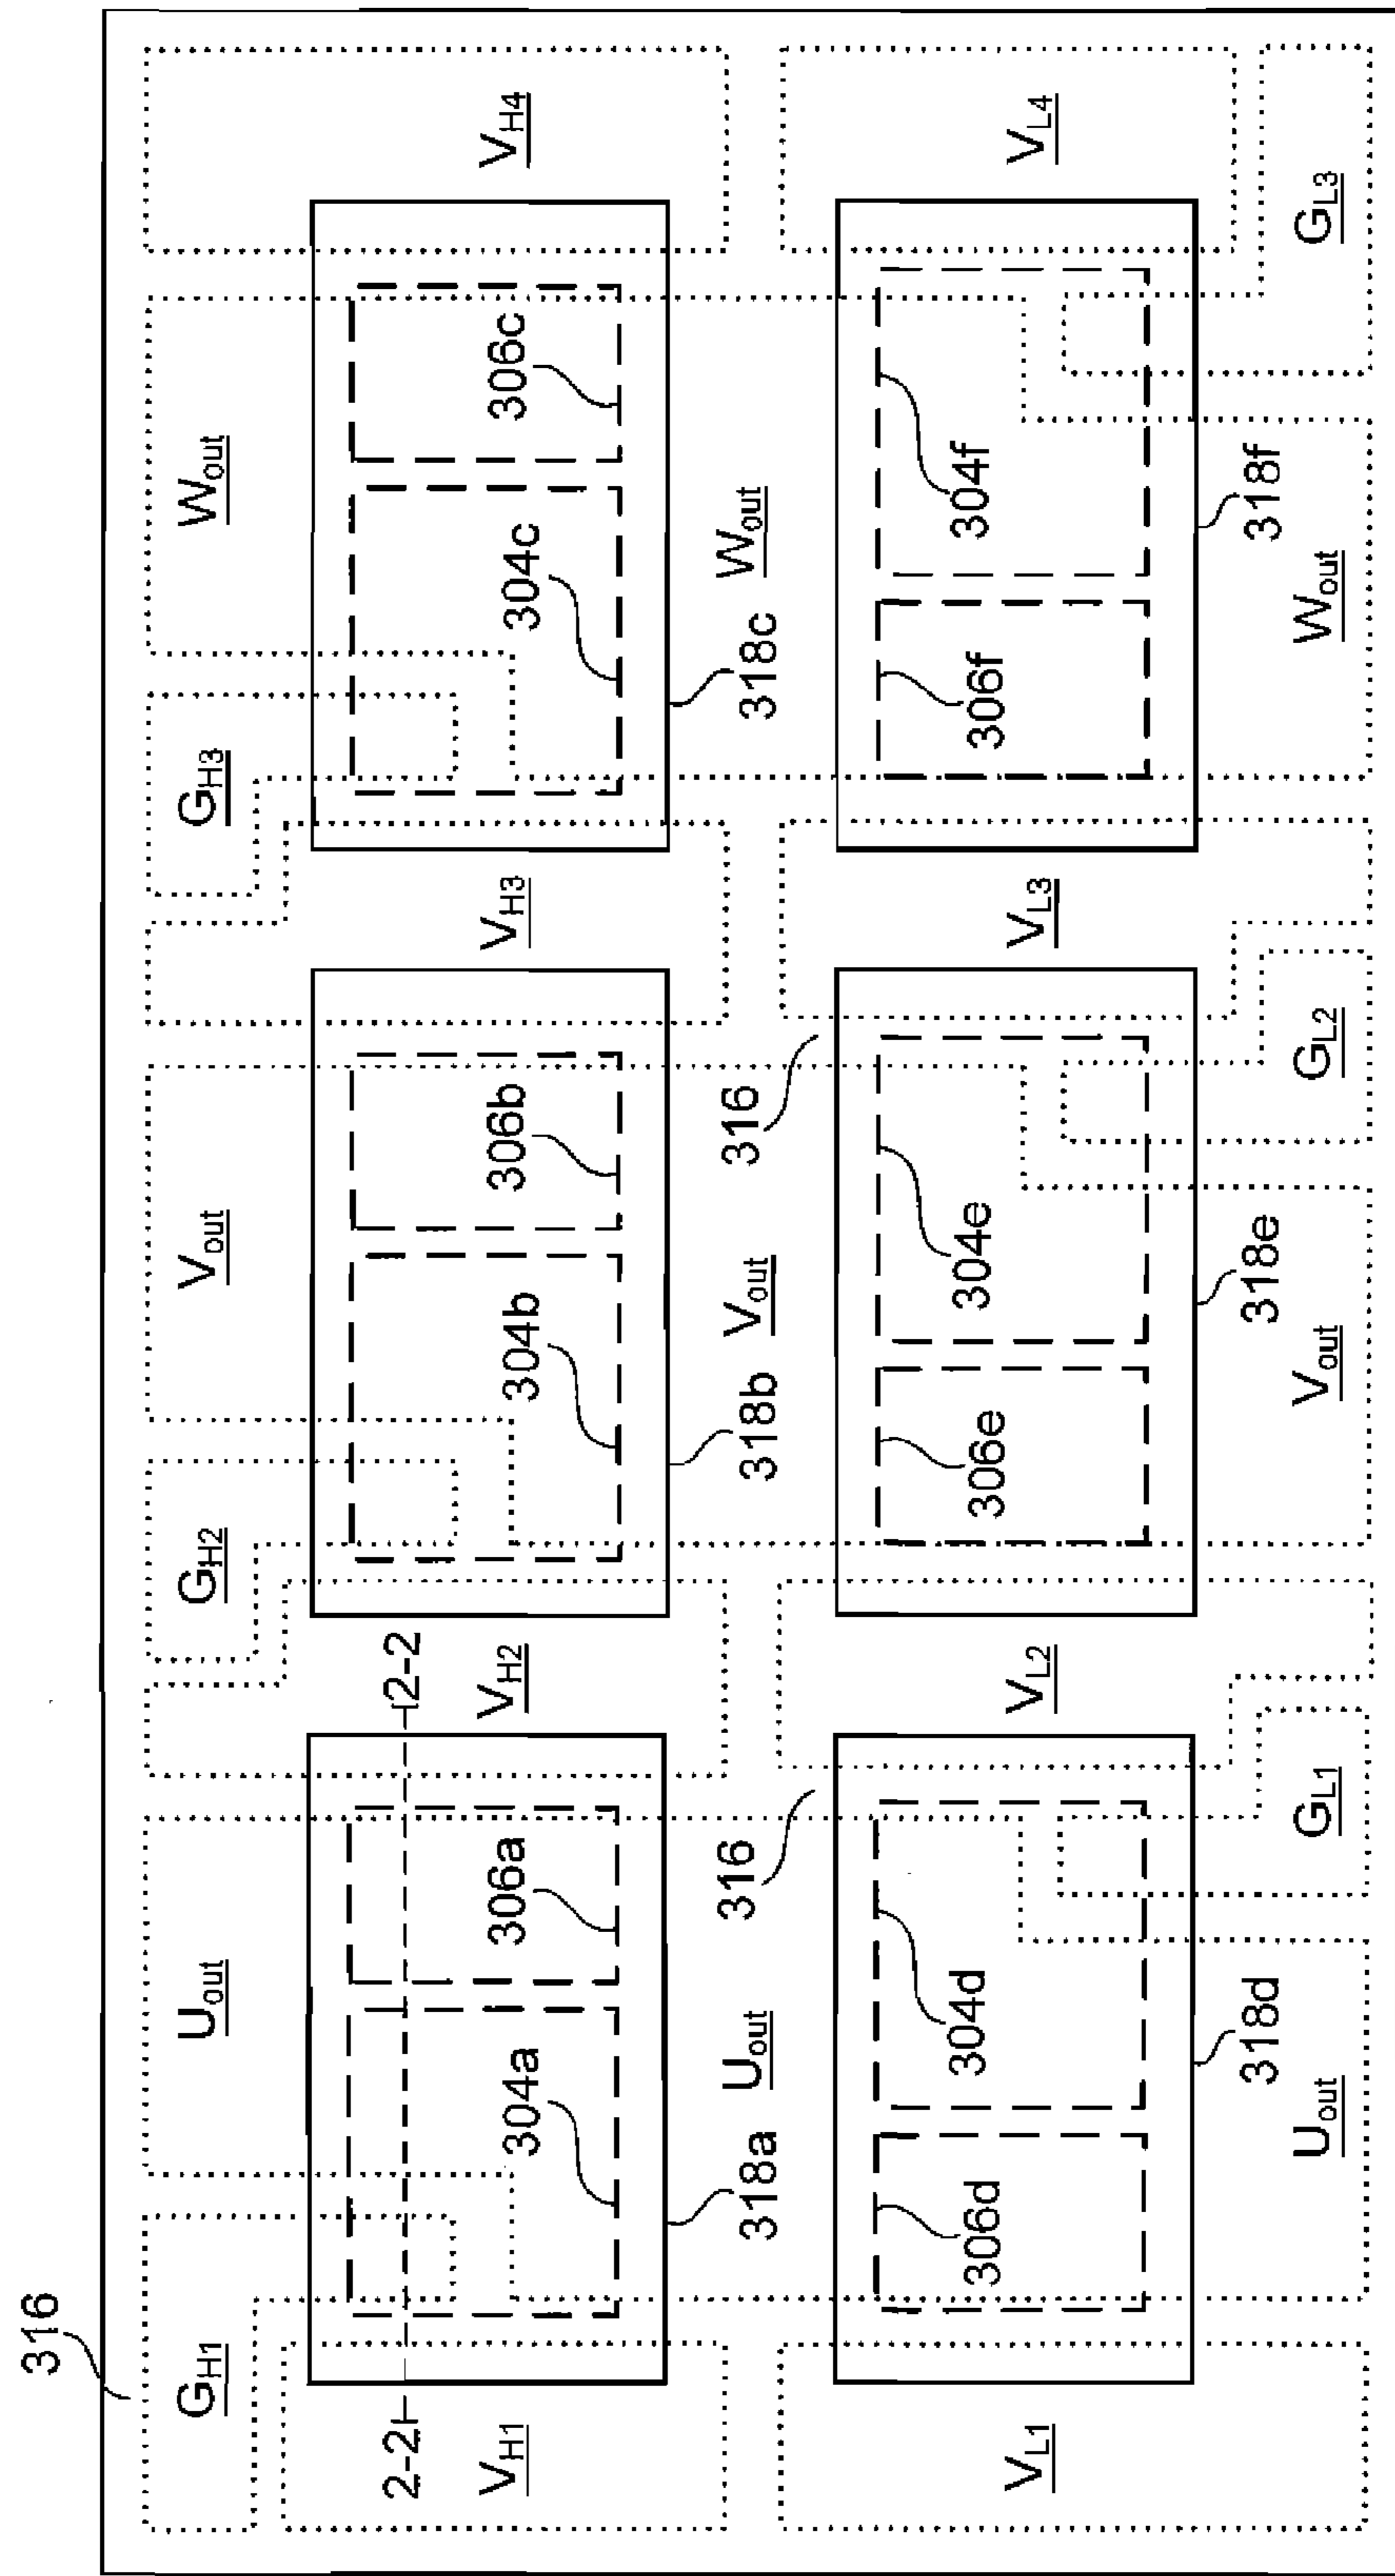 316
GH1 Uout GH2 Vout GH3 Wout
2-2 2-2
VH1 304a 306a VH2 304b 306b VH3 304c 306c VH4
318a Uout 316 318b Vout 316 318c Wout
VL1 306d 304d VL2 306e 304e VL3 306f 304f VL4
318d 318e 318f
Uout GL1 Vout GL2 Wout GL3